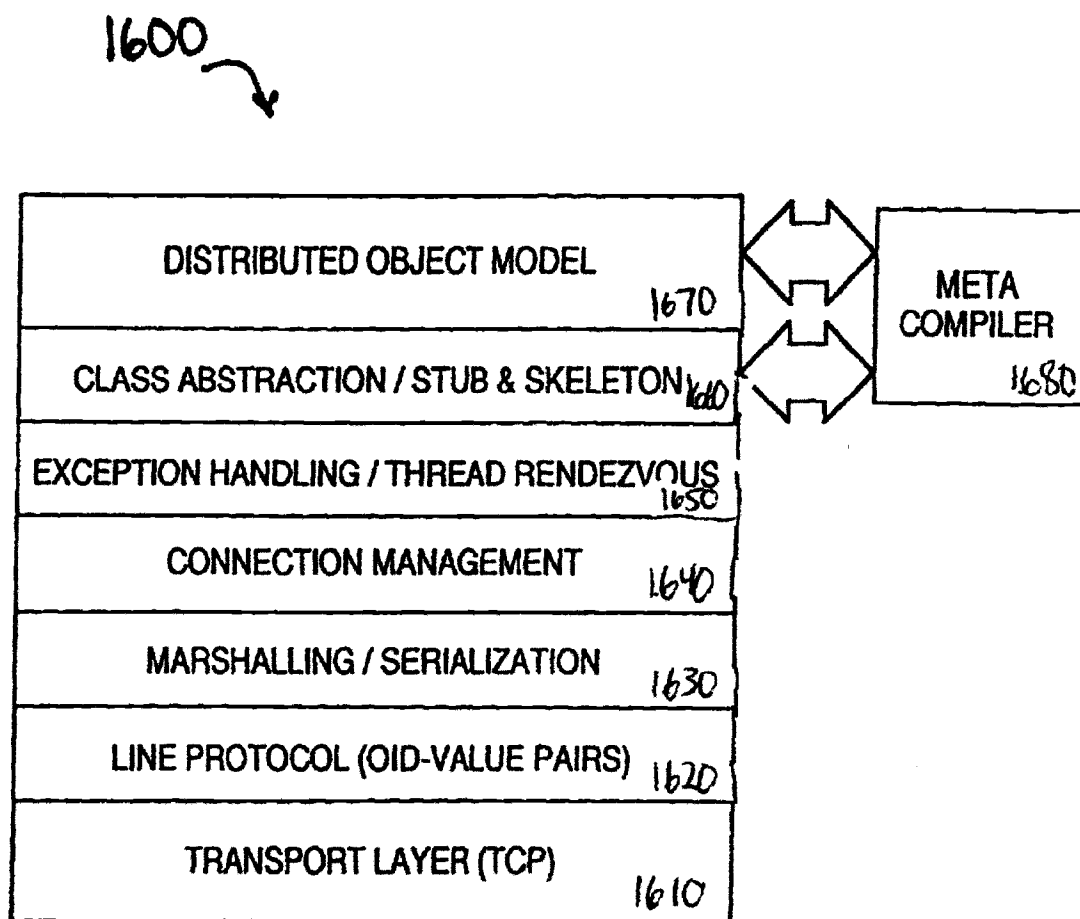 1600
DISTRIBUTED OBJECT MODEL
1670
META
COMPILER
1680
CLASS ABSTRACTION / STUB & SKELETON
1660
EXCEPTION HANDLING / THREAD RENDEZVOUS
1650
CONNECTION MANAGEMENT
1640
MARSHALLING / SERIALIZATION
1630
LINE PROTOCOL (OID-VALUE PAIRS)
1620
TRANSPORT LAYER (TCP)
1610